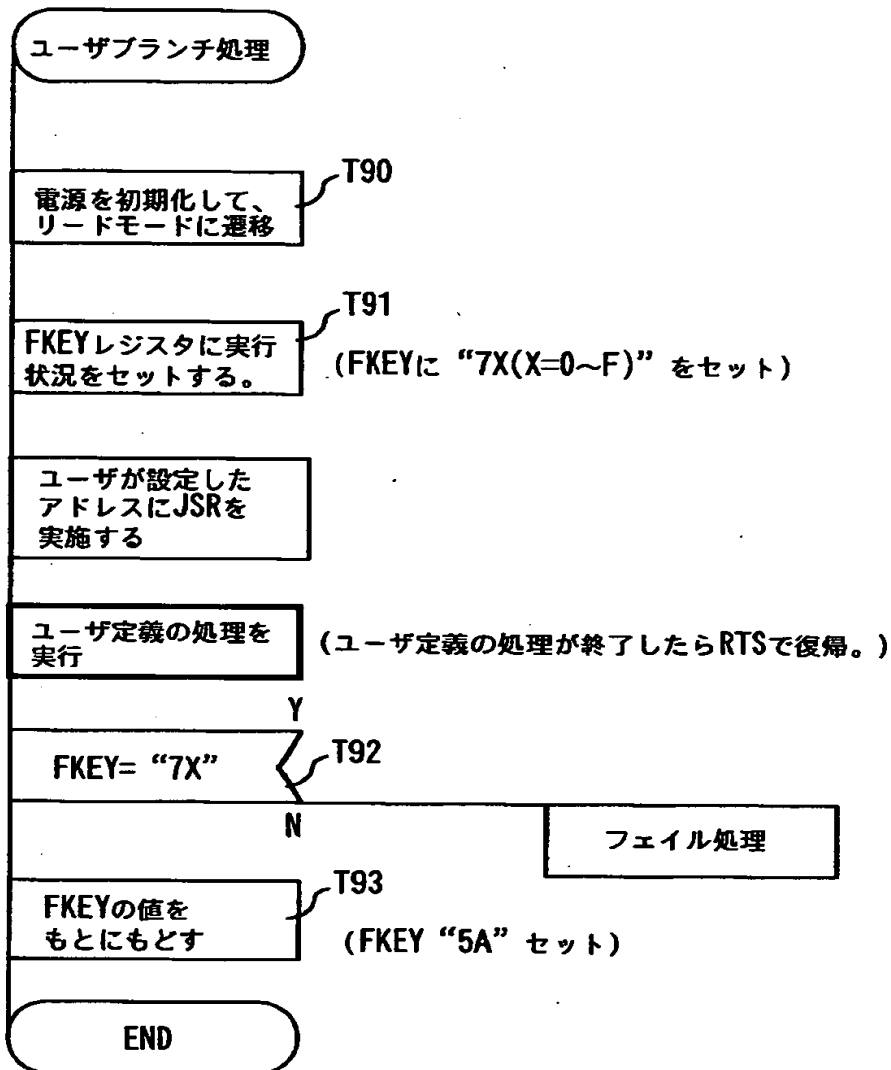 ユーザブランチ処理
T90
電源を初期化して、
リードモードに遷移
T91
FKEYレジスタに実行
状況をセットする。
(FKEYに “7X(X=0~F)” をセット)
ユーザが設定した
アドレスにJSRを
実施する
ユーザ定義の処理を
実行
(ユーザ定義の処理が終了したらRTSで復帰。)
Y
FKEY= “7X”
T92
N
フェイル処理
T93
FKEYの値を
もとにもどす
(FKEY “5A” セット)
END